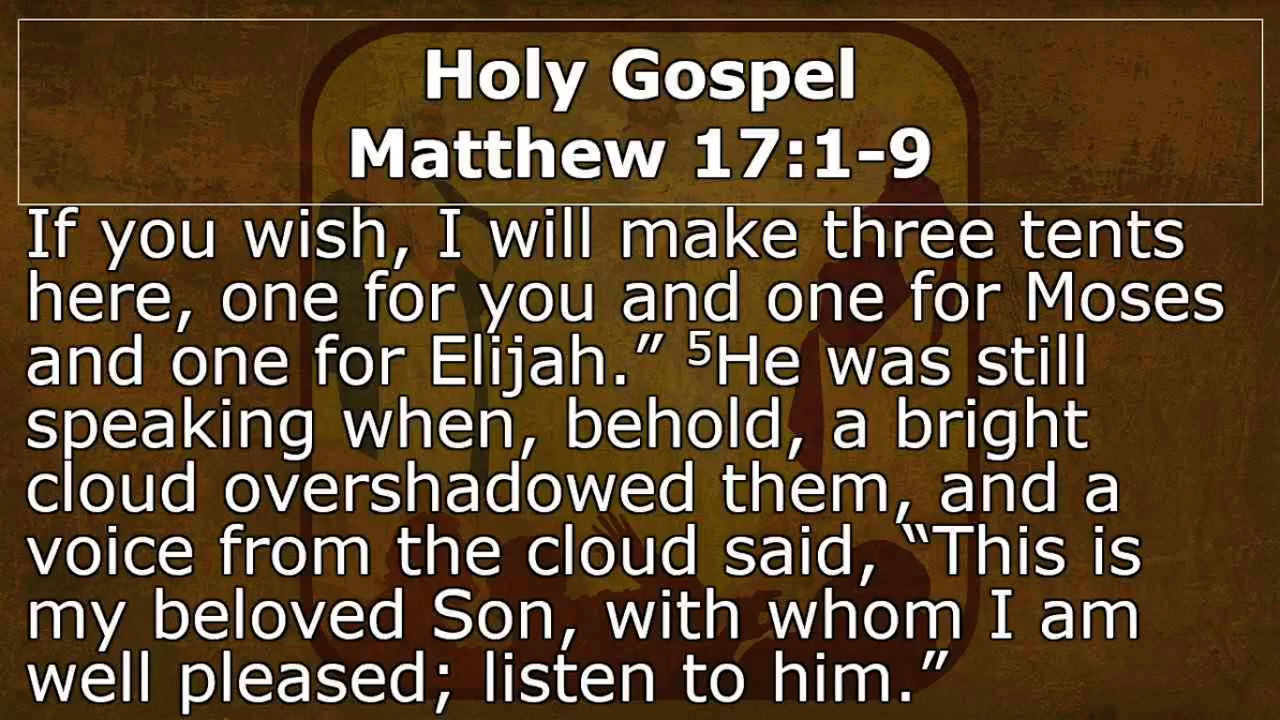 Holy Gospel
Matthew 17:1-9
If you wish, I will make three tents
here, one for you and one for Moses
and one for Elijah.” ⁵He was still
speaking when, behold, a bright
cloud overshadowed them, and a
voice from the cloud said, “This is
my beloved Son, with whom I am
well pleased; listen to him.”